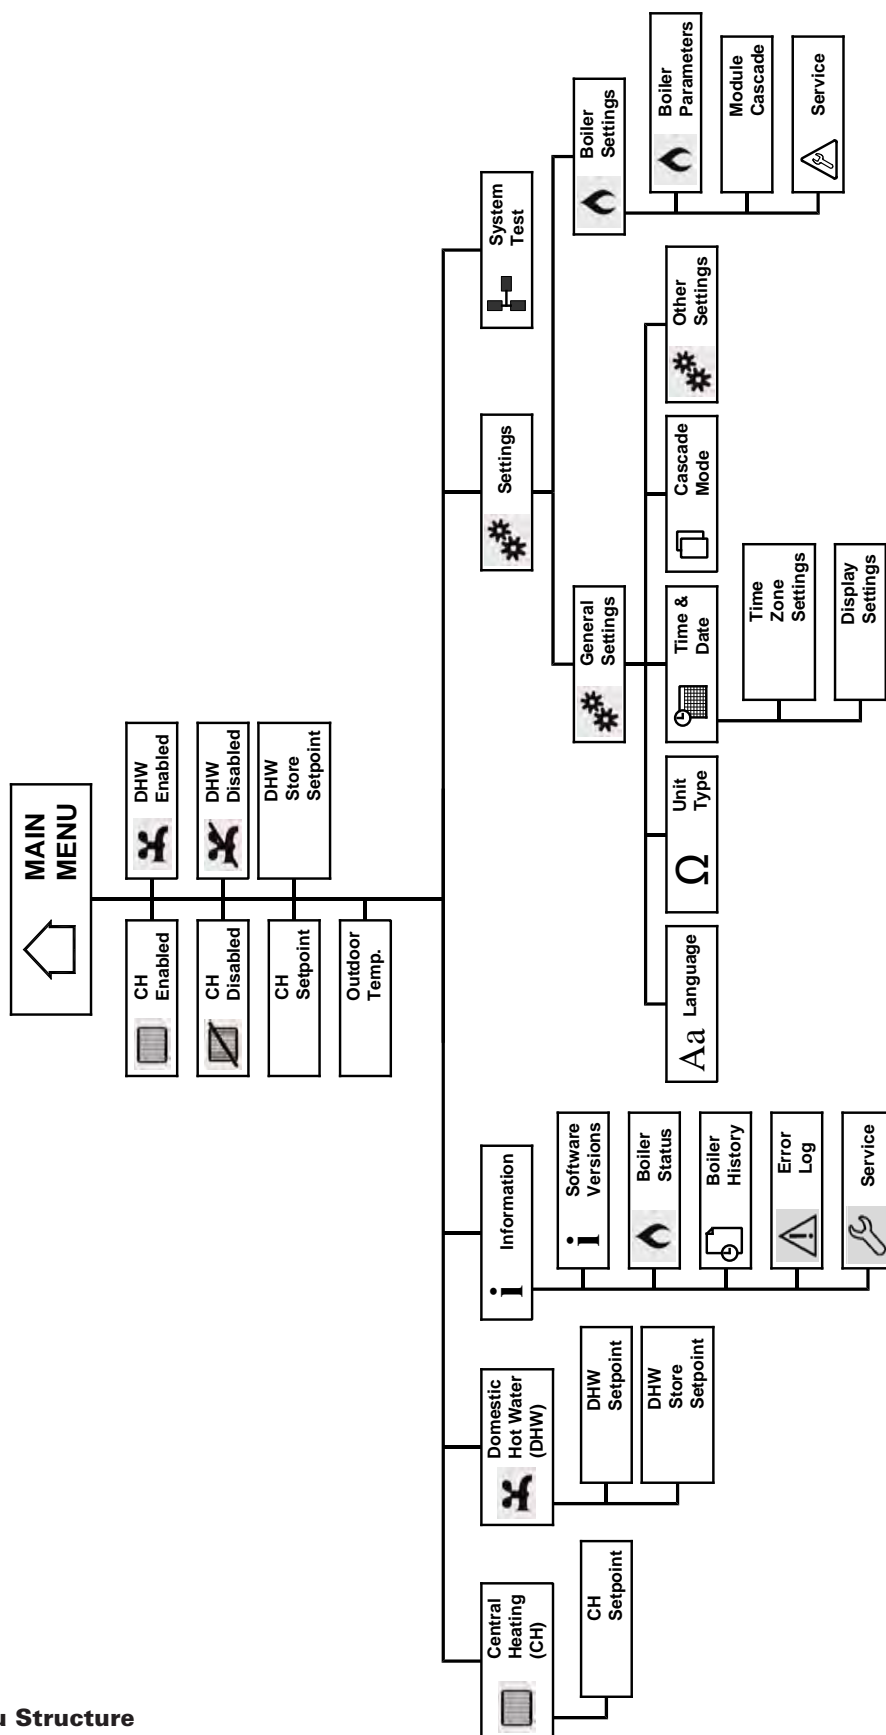 MAIN
MENU
CH
Enabled
DHW
Enabled
CH
Disabled
DHW
Disabled
CH
Setpoint
DHW
Store
Setpoint
Outdoor
Temp.
Central
Heating
(CH)
CH
Setpoint
Domestic
Hot Water
(DHW)
DHW
Setpoint
DHW
Store
Setpoint
i Information
i Software
Versions
Boiler
Status
Boiler
History
Error
Log
Service
Settings
General
Settings
Aa Language
Ω Unit
Type
Time &
Date
Time
Zone
Settings
Display
Settings
Cascade
Mode
Other
Settings
Boiler
Settings
Boiler
Parameters
Module
Cascade
Service
System
Test
Structure